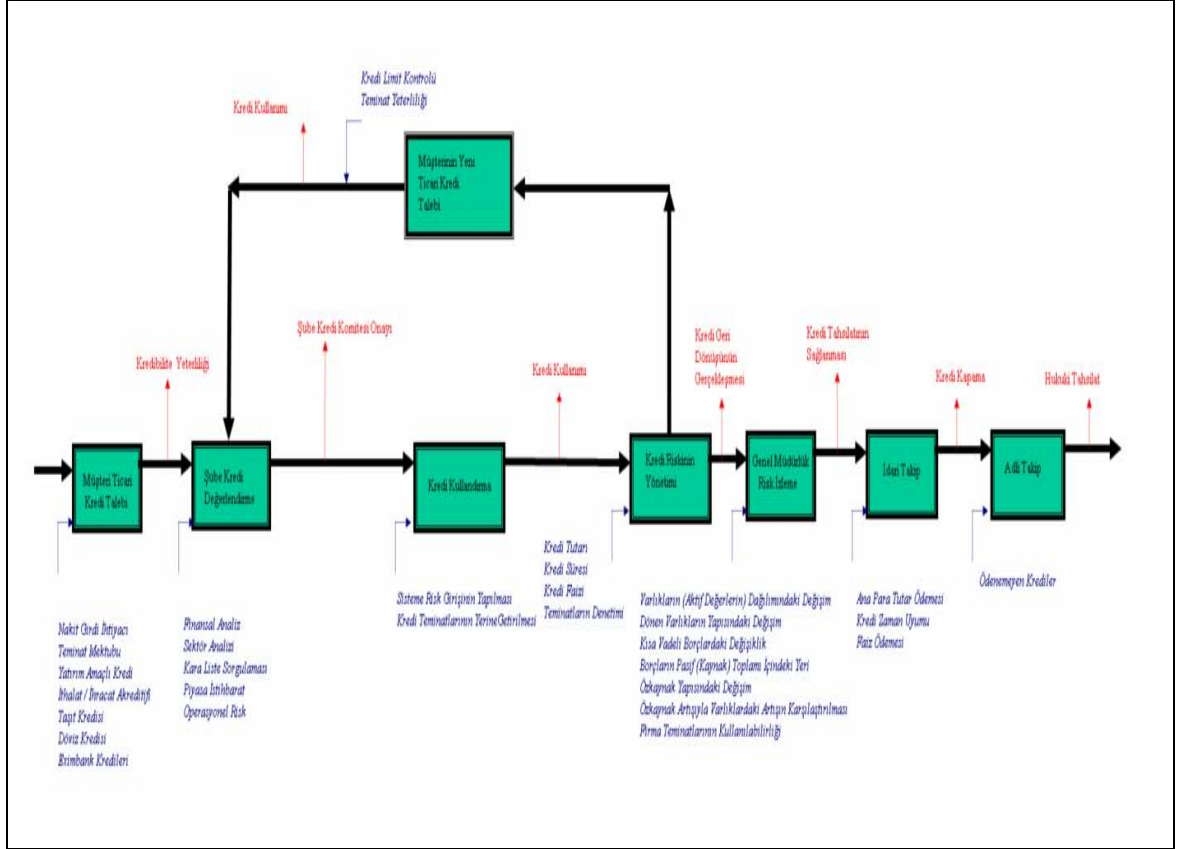 Kredi Limit Kontrolü
Teminat Yeterliliği
Kredi Kullanımı
Müşterinin Yeni
Ticari Kredi
Talebi
Kredibilite Yeterliliği
Şube Kredi Komitesi Onayı
Kredi Kullanımı
Kredi Geri
Dönüşünün
Gerçekleşmesi
Kredi Tahsilatının
Sağlanması
Kredi Kapama
Hukuki Tahsilat
Müşteri Ticari
Kredi Talebi
Şube Kredi
Değerlendirme
Kredi Kullandırma
Kredi Riskinin
Yönetimi
Genel Müdürlük
Risk İzleme
İdari Takip
Adli Takip
Nakit Girdi İhtiyacı
Teminat Mektubu
Yatırım Amaçlı Kredi
İthalat / İhracat Akreditifi
Taşıt Kredisi
Döviz Kredisi
Exim bank Kredileri
Finansal Analiz
Sektör Analizi
Kara Liste Sorgulaması
Piyasa İstihbarat
Operasyonel Risk
Sisteme Risk Girişinin Yapılması
Kredi Teminatlarının Yerine Getirilmesi
Kredi Tutarı
Kredi Süresi
Kredi Faizi
Teminatların Denetimi
Varlıkların (Aktif Değerlerin) Dağılımındaki Değişim
Dönen Varlıkların Yapısındaki Değişim
Kısa Vadeli Borçlardaki Değişiklik
Borçların Pasif (Kaynak) Toplamı İçindeki Yeri
Özkaynak Yapısındaki Değişim
Özkaynak Artışıyla Varlıklardaki Artışın Karşılaştırılması
Firma Teminatlarının Kullanılabilirliği
Ana Para Tutar Ödemesi
Kredi Zaman Uyumu
Faiz Ödemesi
Ödenemeyen Krediler